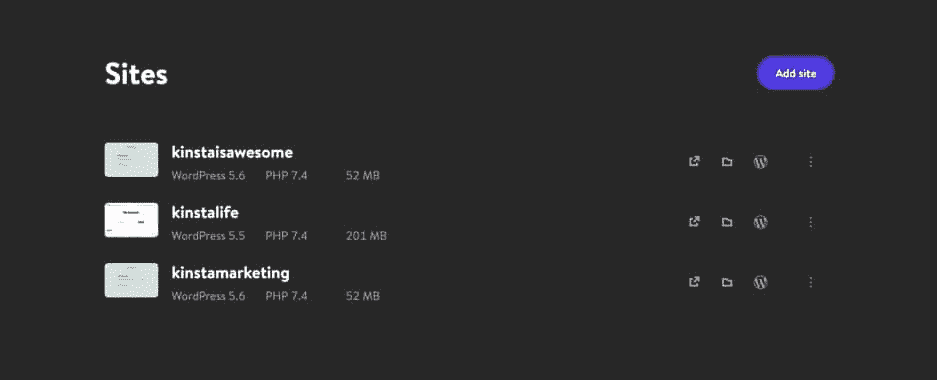 Sites
Add site
kinstaisawesome
WordPress 5.6 PHP 7.4 52 MB
kinstalife
WordPress 5.5 PHP 7.4 201 MB
kinstamarketing
WordPress 5.6 PHP 7.4 52 MB